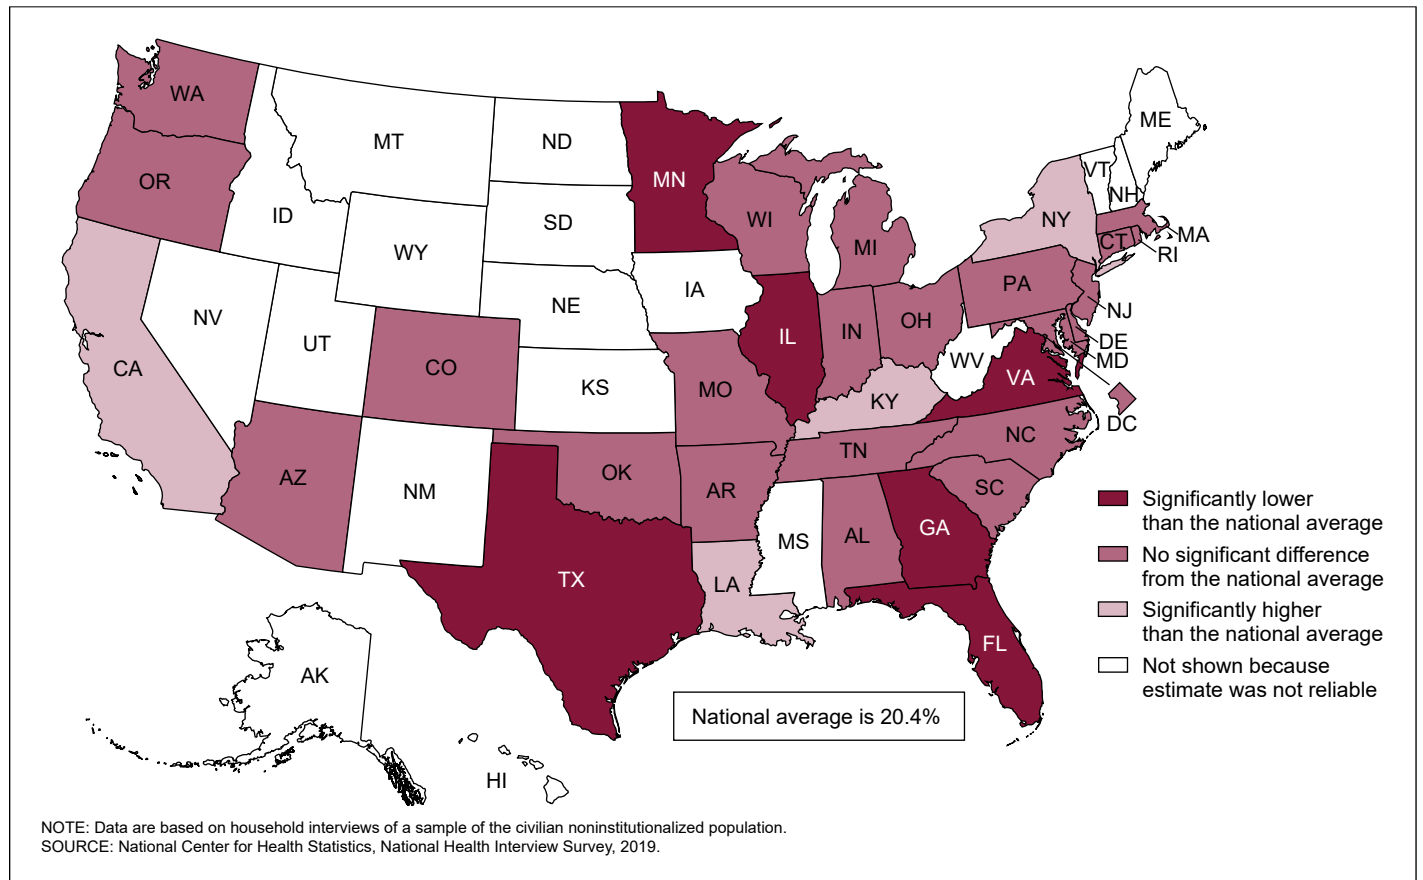 WA
MT
ND
ME
OR
ID
MN
VT
NH
SD
WI
NY
WY
MI
MA
CT
RI
NV
UT
NE
IA
PA
CA
CO
KS
IL
IN
OH
NJ
DE
MD
WV
VA
MO
KY
DC
AZ
NM
OK
AR
TN
NC
SC
TX
LA
MS
AL
GA
FL
AK
HI
Significantly lower
than the national average
No significant difference
from the national average
Significantly higher
than the national average
Not shown because
estimate was not reliable
National average is 20.4%
NOTE: Data are based on household interviews of a sample of the civilian noninstitutionalized population.
SOURCE: National Center for Health Statistics, National Health Interview Survey, 2019.